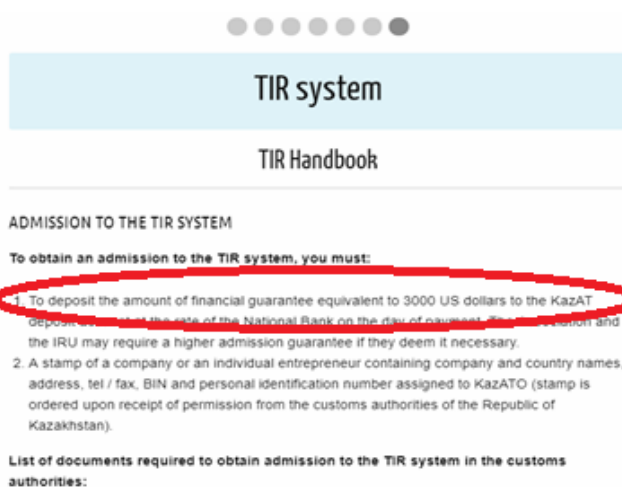 TIR system
TIR Handbook
ADMISSION TO THE TIR SYSTEM
To obtain an admission to the TIR system, you must:
1. To deposit the amount of financial guarantee equivalent to 3000 US dollars to the KazAT
deposit at the rate of the National Bank on the day of payment. The and
the IRU may require a higher admission guarantee if they deem it necessary.
2. A stamp of a company or an individual entrepreneur containing company and country names,
address, tel / fax, BIN and personal identification number assigned to KazATO (stamp is
ordered upon receipt of permission from the customs authorities of the Republic of
Kazakhstan).
List of documents required to obtain admission to the TIR system in the customs
authorities: